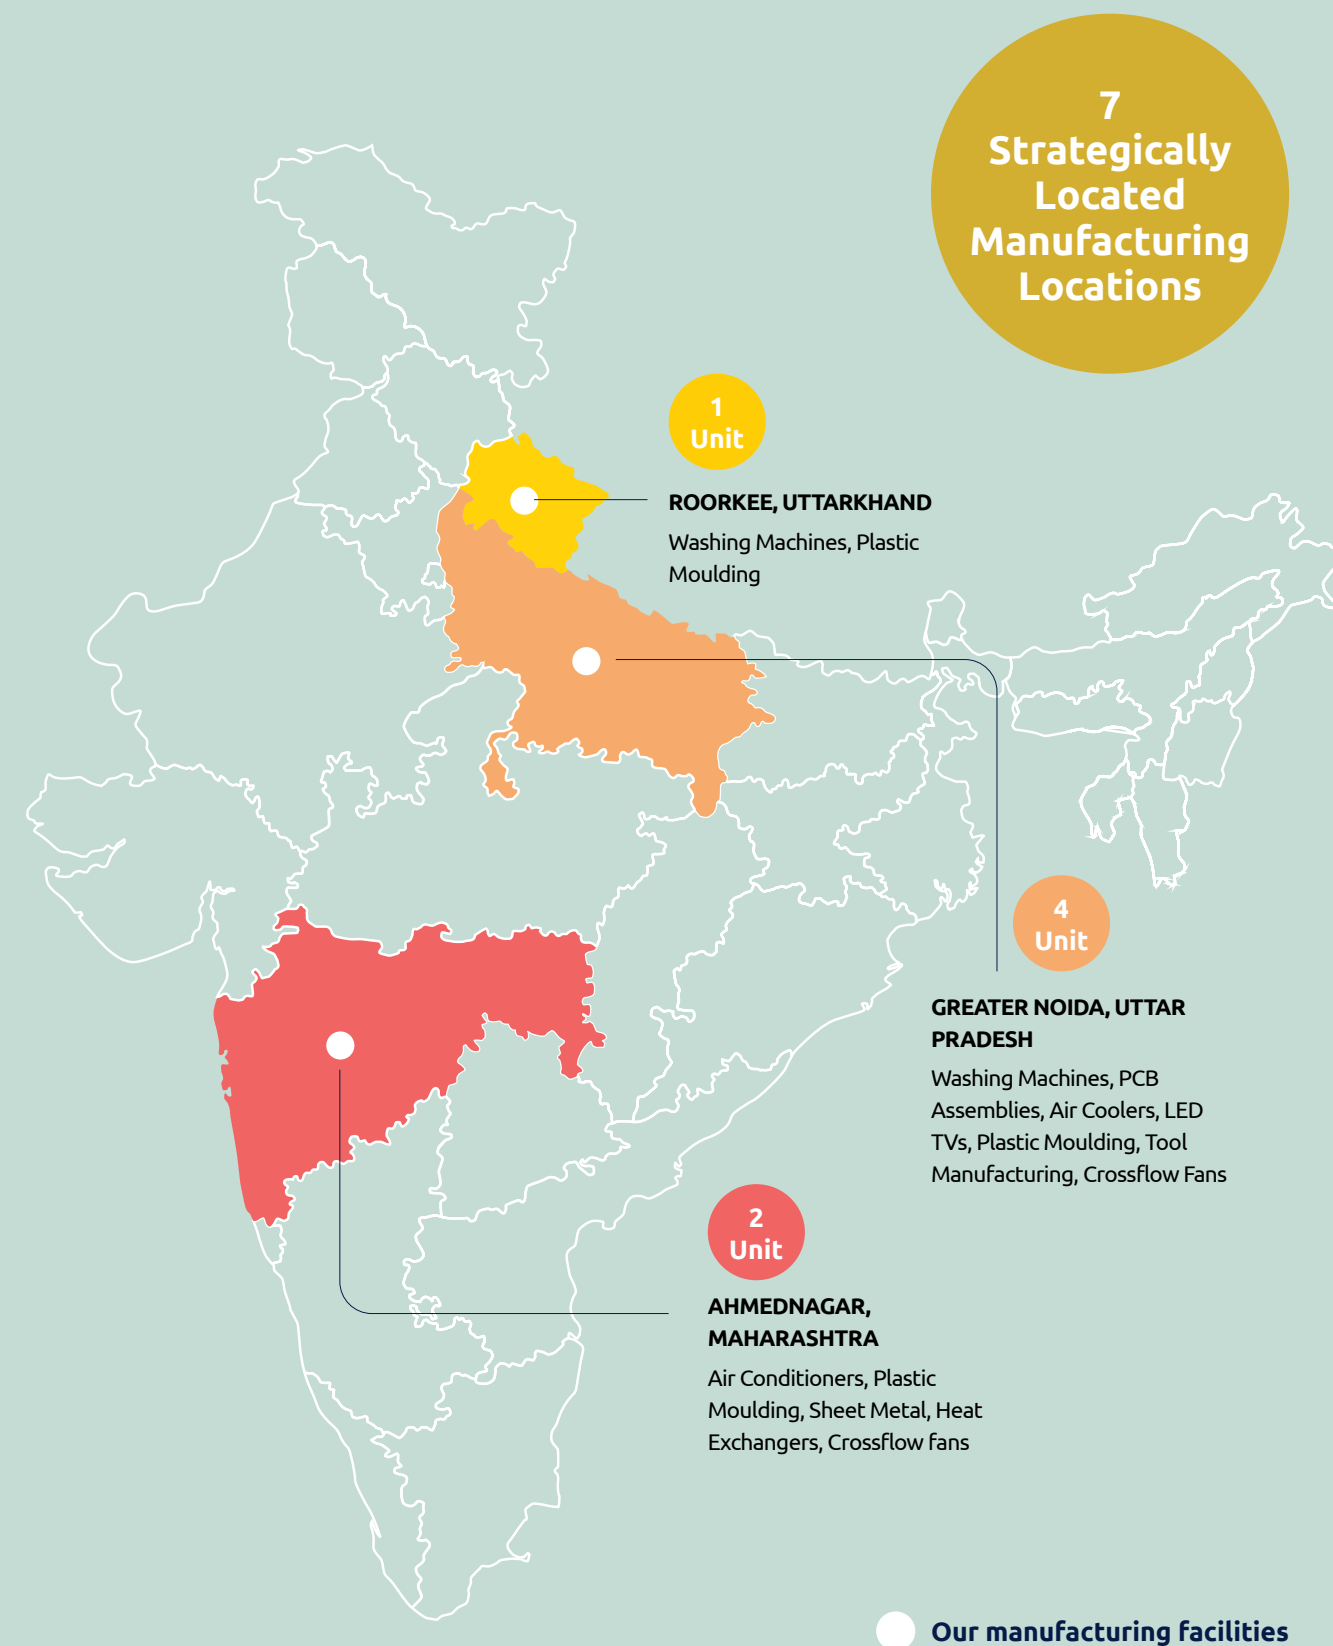 7
Strategically
Located
Manufacturing
Locations
1
Unit
ROORKEE, UTTARKHAND
Washing Machines, Plastic
Moulding
4
Unit
GREATER NOIDA, UTTAR
PRADESH
Washing Machines, PCB
Assemblies, Air Coolers, LED
TVs, Plastic Moulding, Tool
Manufacturing, Crossflow Fans
2
Unit
AHMEDNAGAR,
MAHARASHTRA
Air Conditioners, Plastic
Moulding, Sheet Metal, Heat
Exchangers, Crossflow fans
Our manufacturing facilities